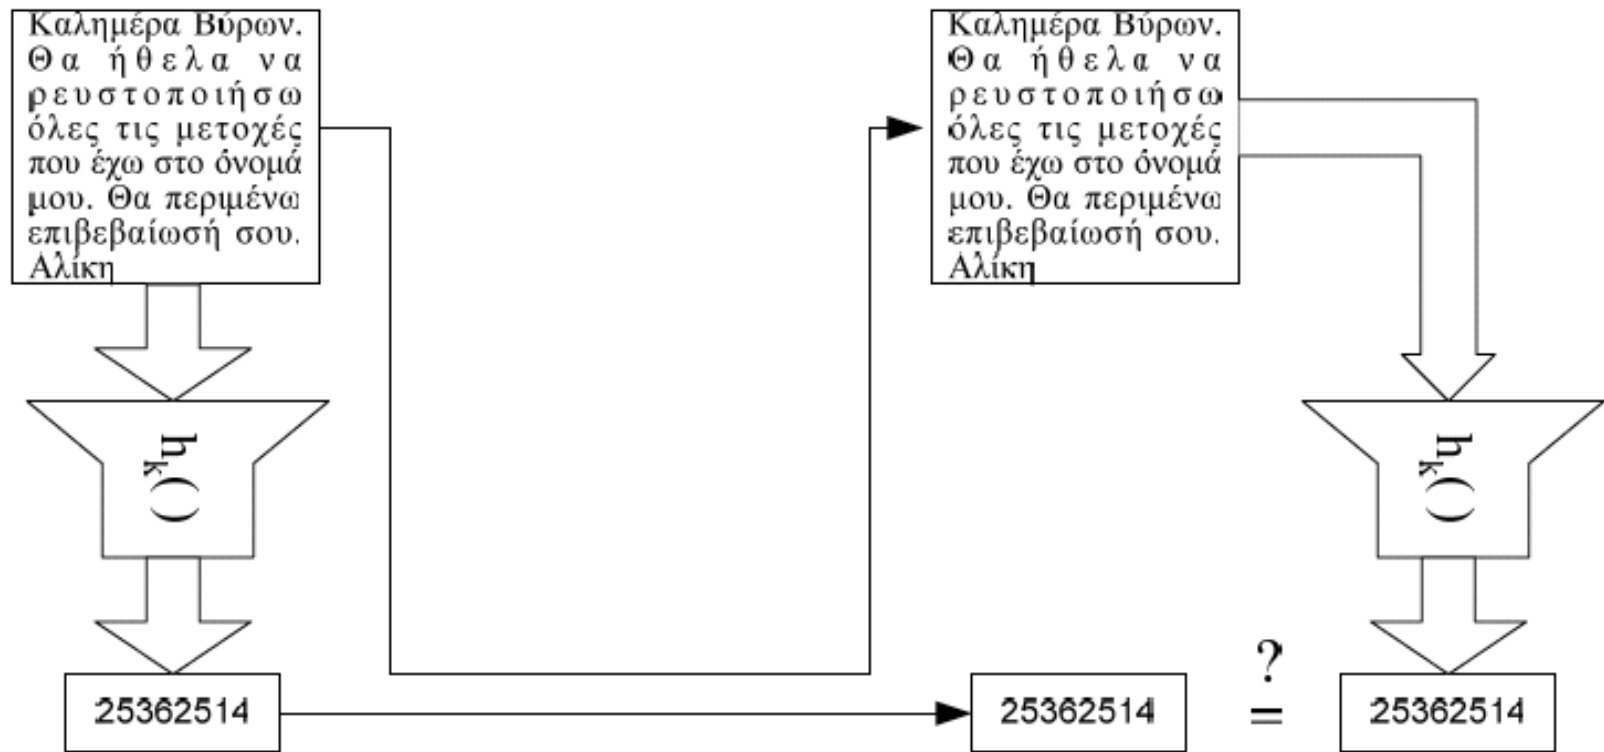 Καλημέρα Βύρων.
Θα ήθελα να
ρευστοποιήσω
όλες τις μετοχές
που έχω στο όνομά
μου. Θα περιμένω
επιβεβαίωσή σου.
Αλίκη
h_k()
25362514
Καλημέρα Βύρων.
Θα ήθελα να
ρευστοποιήσω
όλες τις μετοχές
που έχω στο όνομά
μου. Θα περιμένω
επιβεβαίωσή σου.
Αλίκη
h_k()
25362514 ?= 25362514